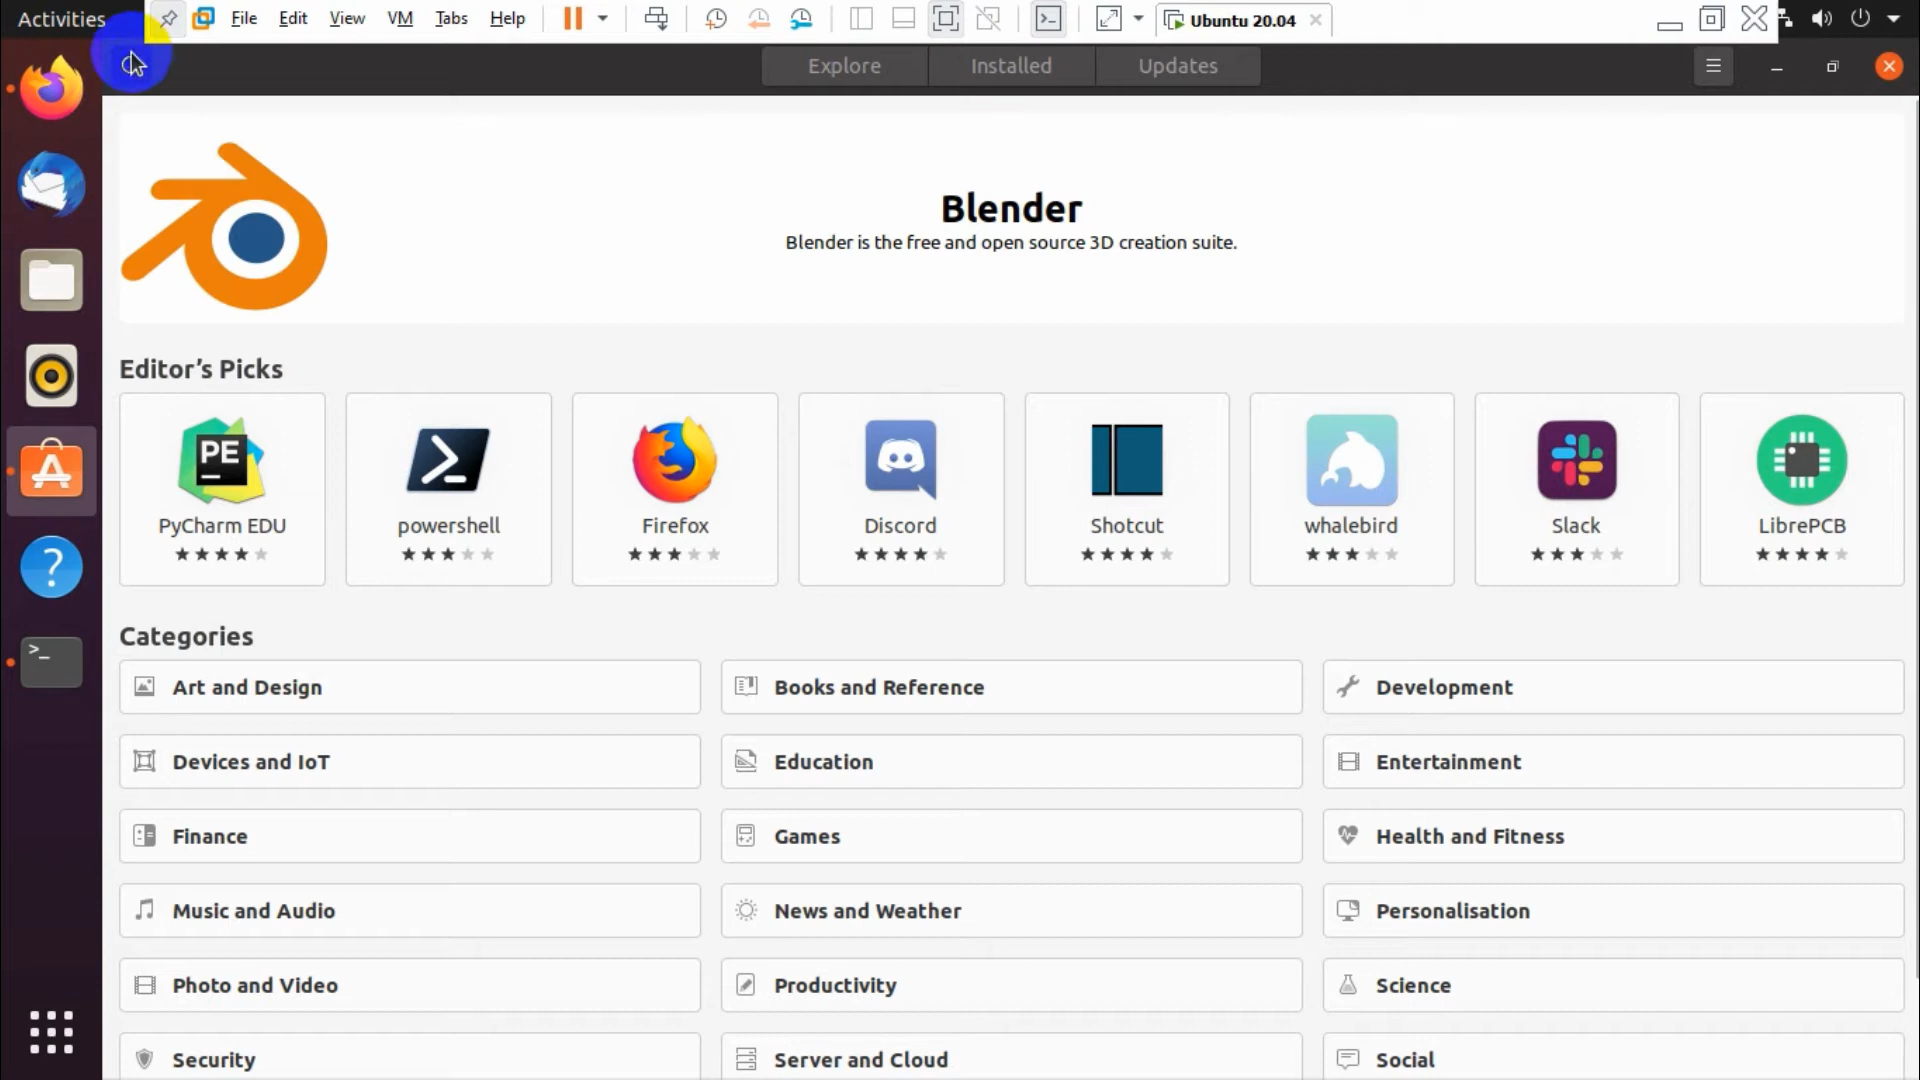 Activities File Edit View VM Tabs Help Ubuntu 20.04
Explore Installed Updates
Blender
Blender is the free and open source 3D creation suite.
Editor's Picks
PE
PyCharm EDU powershell Firefox Discord Shotcut whalebird Slack LibrePCB
Categories
Art and Design Books and Reference Development
Devices and IoT Education Entertainment
Finance Games Health and Fitness
Music and Audio News and Weather Personalisation
Photo and Video Productivity Science
Security Server and Cloud Social